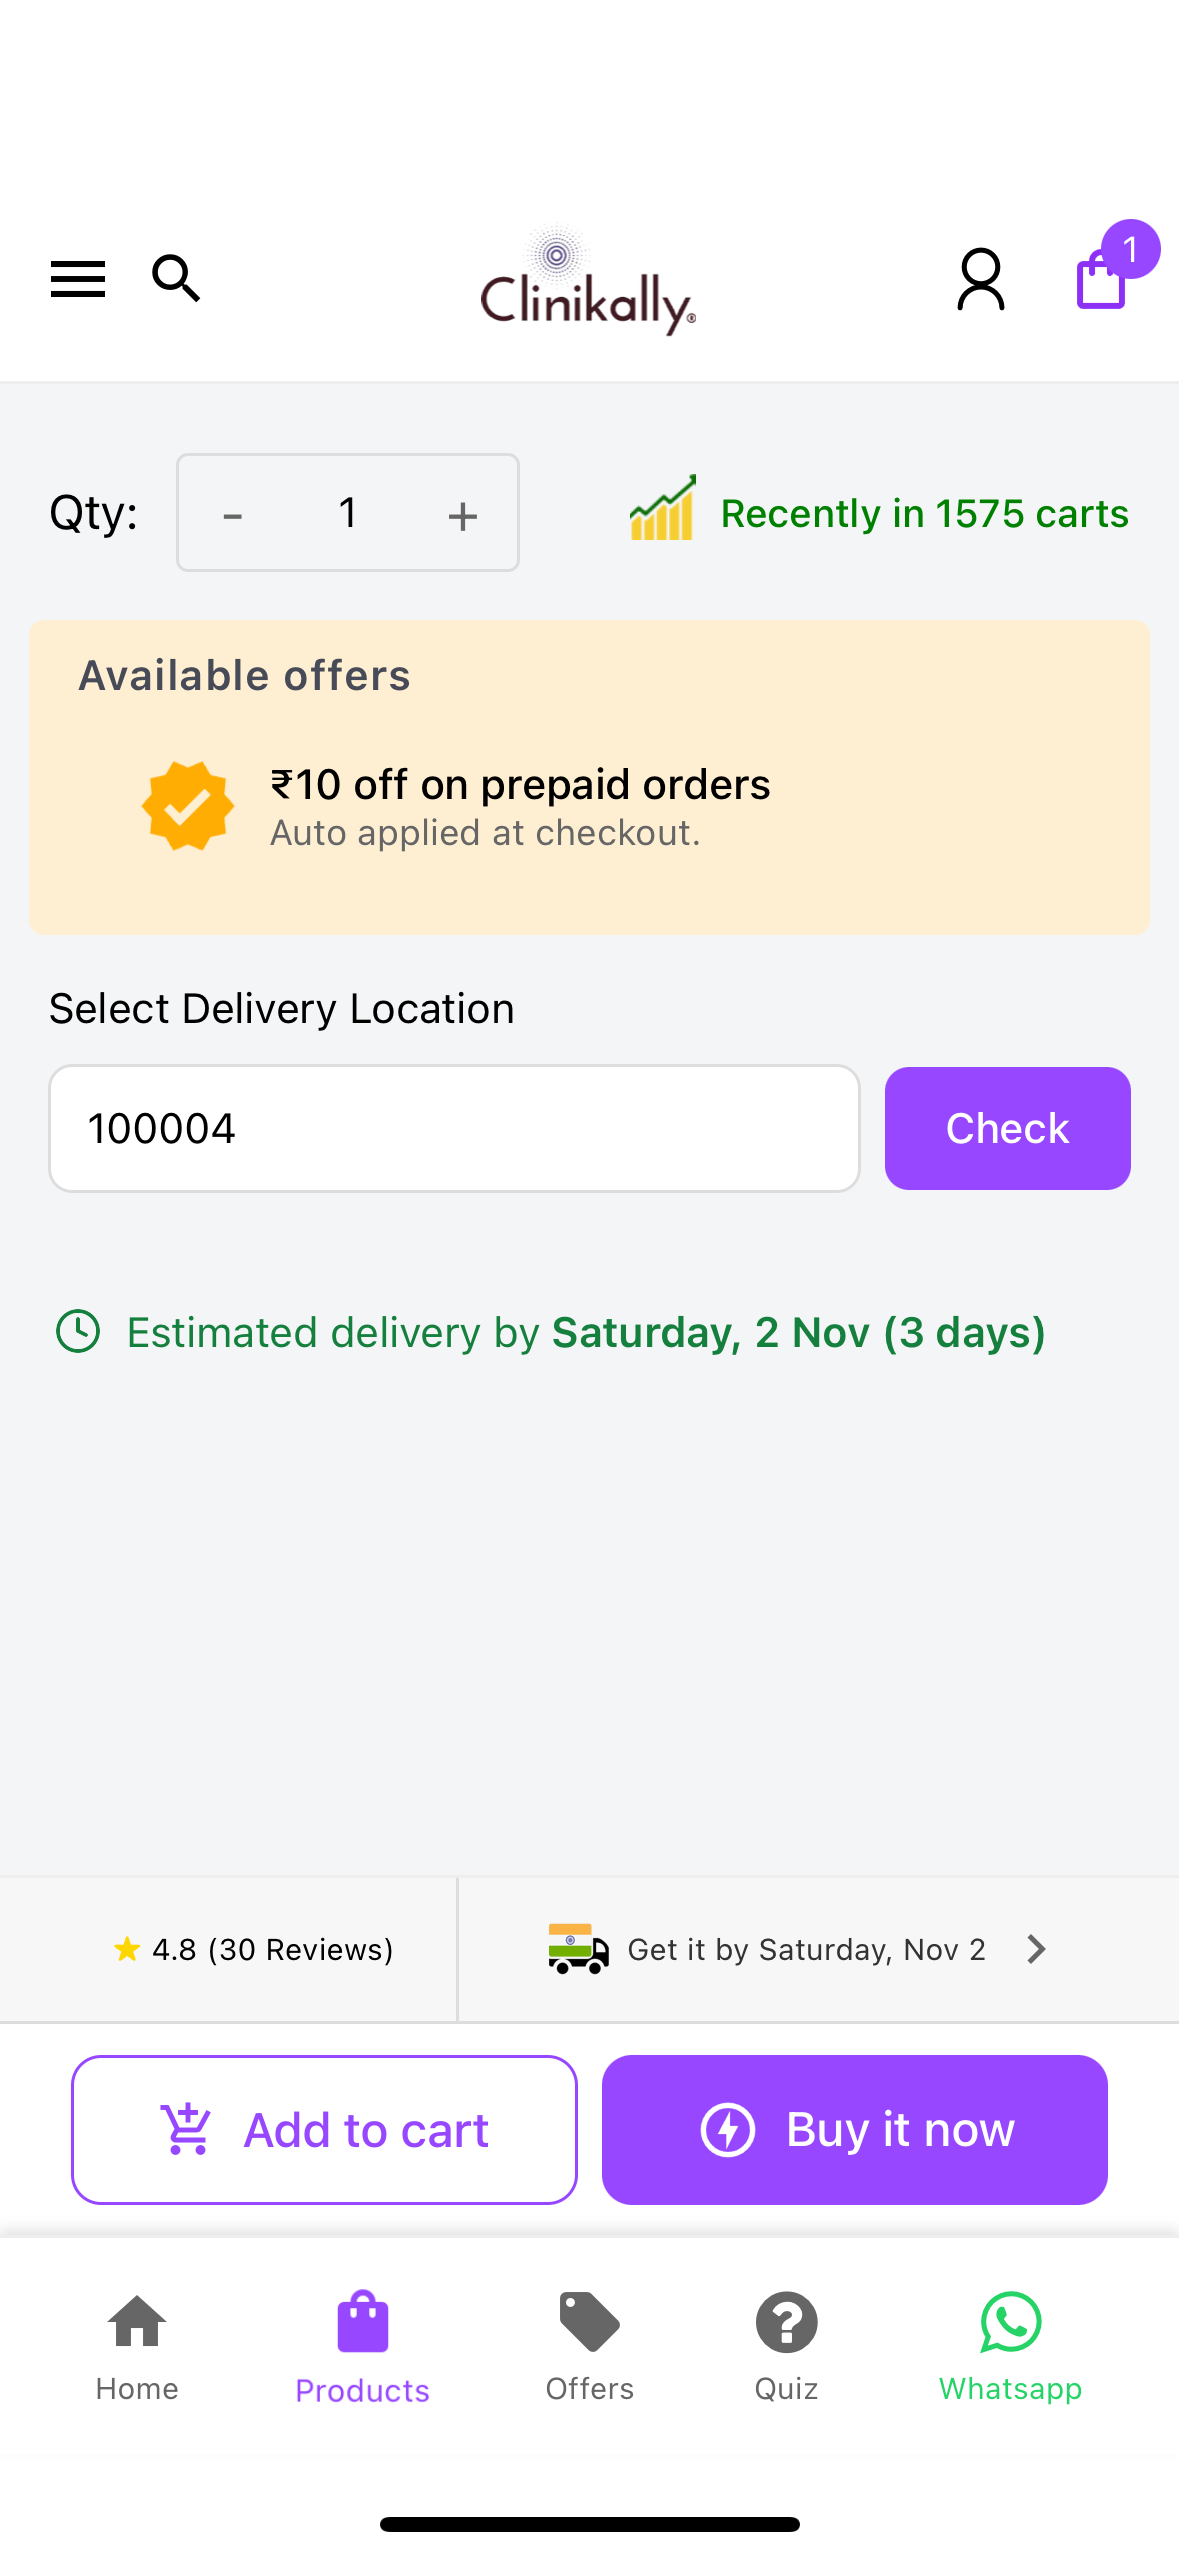 Clinikally®
1
Qty: - 1 + Recently in 1575 carts
Available offers
₹10 off on prepaid orders
Auto applied at checkout.
Select Delivery Location
100004 Check
Estimated delivery by Saturday, 2 Nov (3 days)
4.8 (30 Reviews) Get it by Saturday, Nov 2
Add to cart Buy it now
Home Products Offers Quiz Whatsapp